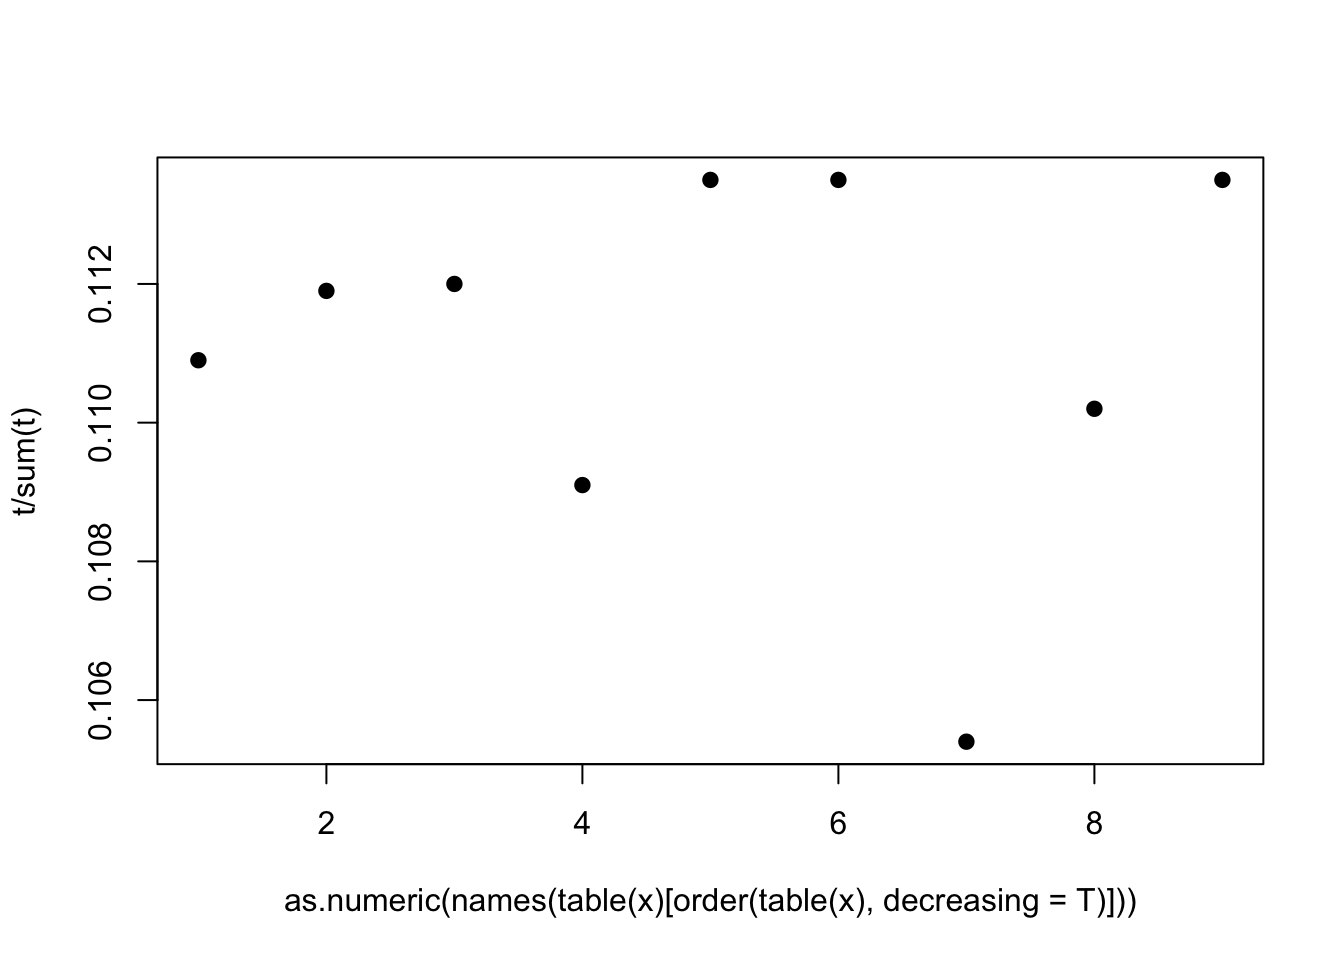 t/sum(t)
0.112
0.110
0.108
0.106
2 4 6 8
as.numeric(names(table(x)[order(table(x), decreasing = T)]))